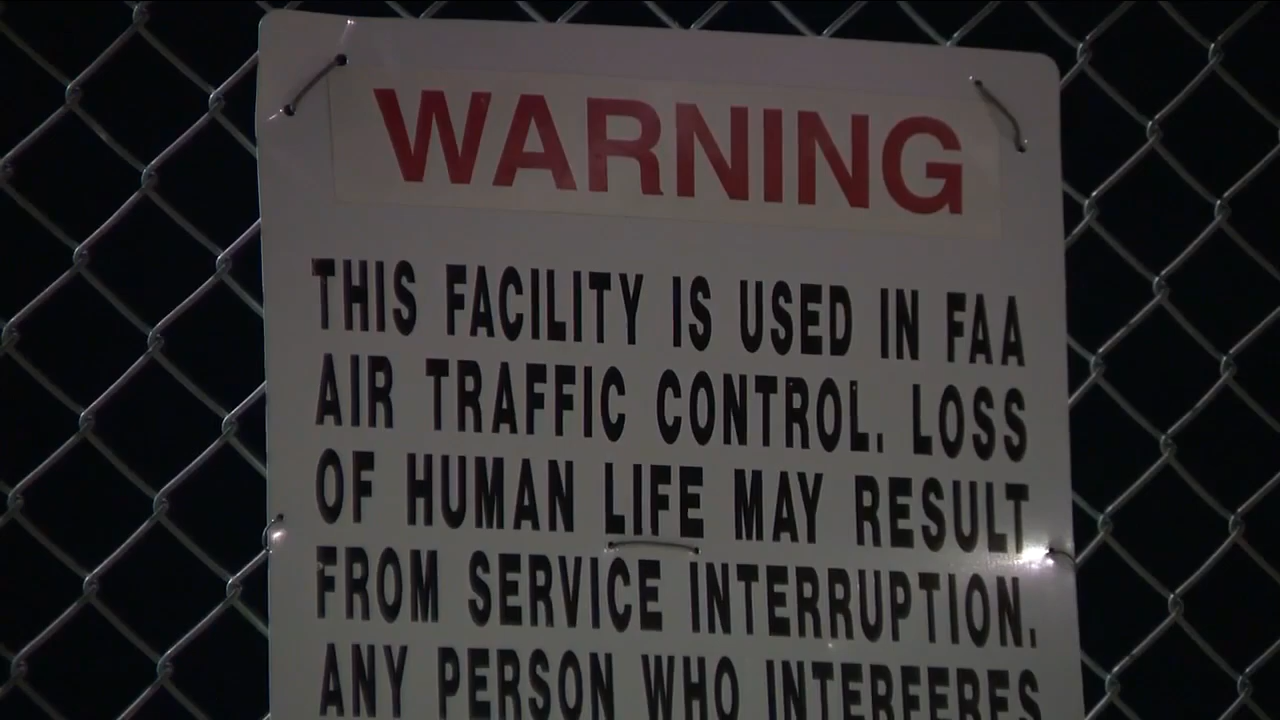 WARNING
THIS FACILITY IS USED IN FAA
AIR TRAFFIC CONTROL. LOSS
OF HUMAN LIFE MAY RESULT
FROM SERVICE INTERRUPTION.
ANY PERSON WHO INTERFERES